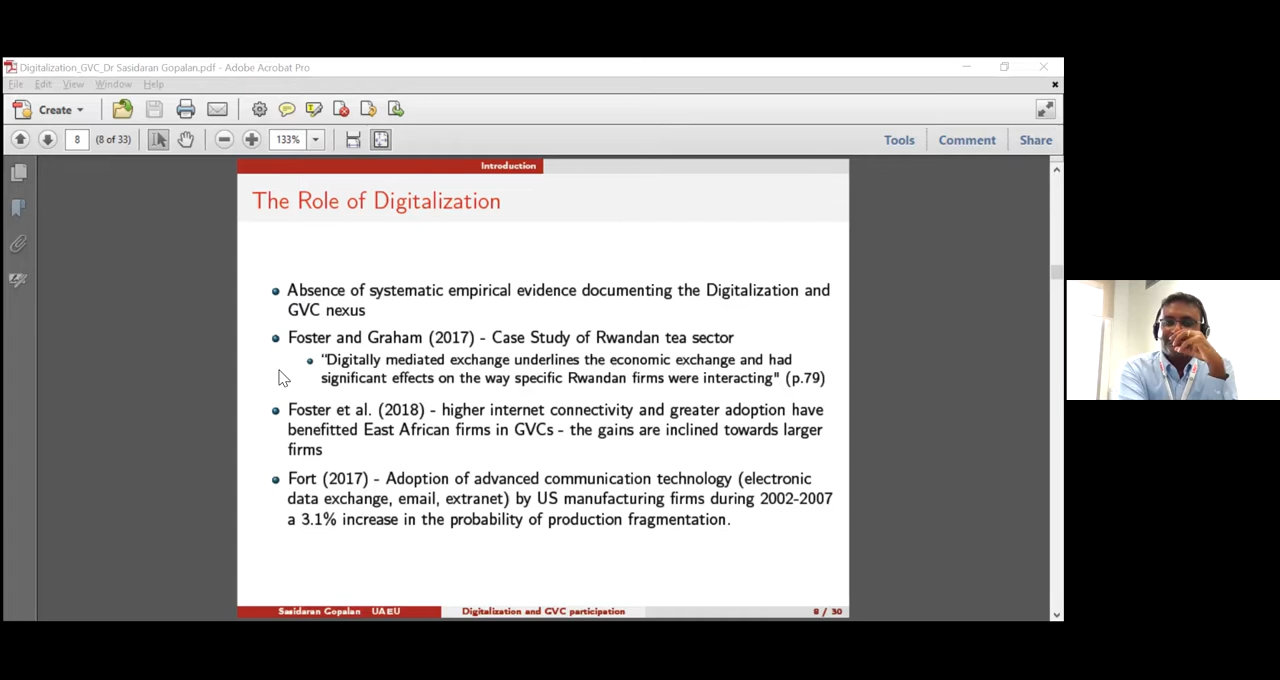 Digitalization_GVC_Dr Sasidaran Gopalan.pdf - Adobe Acrobat Pro
File Edit View Window Help
Create
8 (8 of 33) 133% Tools Comment Share
Introduction
The Role of Digitalization
Absence of systematic empirical evidence documenting the Digitalization and
GVC nexus
Foster and Graham (2017) - Case Study of Rwandan tea sector
"Digitally mediated exchange underlines the economic exchange and had
significant effects on the way specific Rwandan firms were interacting" (p.79)
Foster et al. (2018) - higher internet connectivity and greater adoption have
benefitted East African firms in GVCs - the gains are inclined towards larger
firms
Fort (2017) - Adoption of advanced communication technology (electronic
data exchange, email, extranet) by US manufacturing firms during 2002-2007
a 3.1% increase in the probability of production fragmentation.
Sasidaran Gopalan UAEU Digitalization and GVC participation 8 / 30